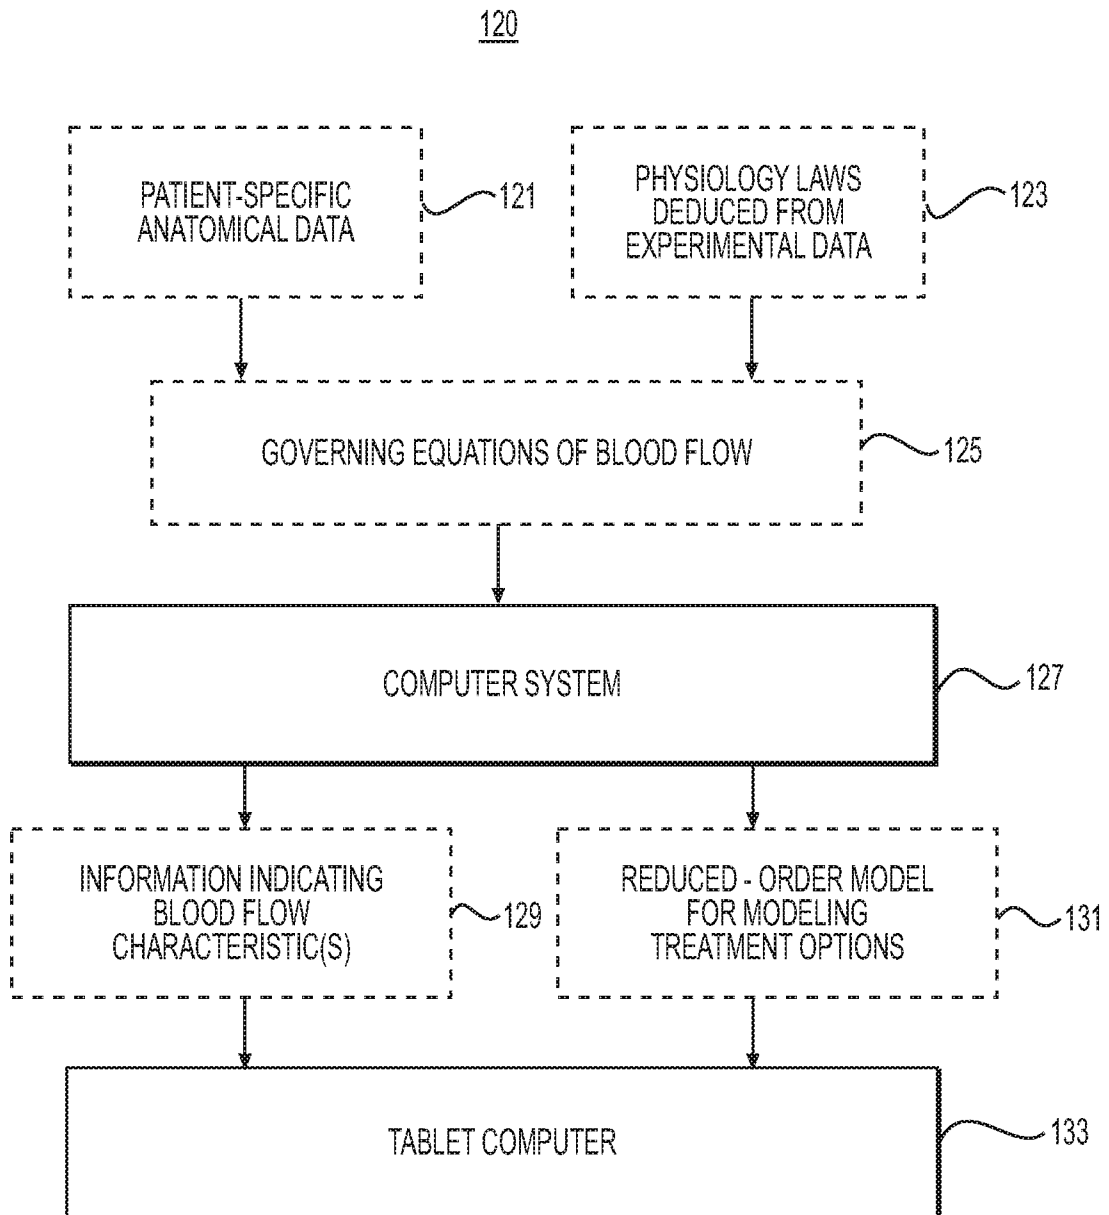 120
PATIENT-SPECIFIC
ANATOMICAL DATA
121
PHYSIOLOGY LAWS
DEDUCED FROM
EXPERIMENTAL DATA
123
GOVERNING EQUATIONS OF BLOOD FLOW
125
COMPUTER SYSTEM
127
INFORMATION INDICATING
BLOOD FLOW
CHARACTERISTIC(S)
129
REDUCED - ORDER MODEL
FOR MODELING
TREATMENT OPTIONS
131
TABLET COMPUTER
133